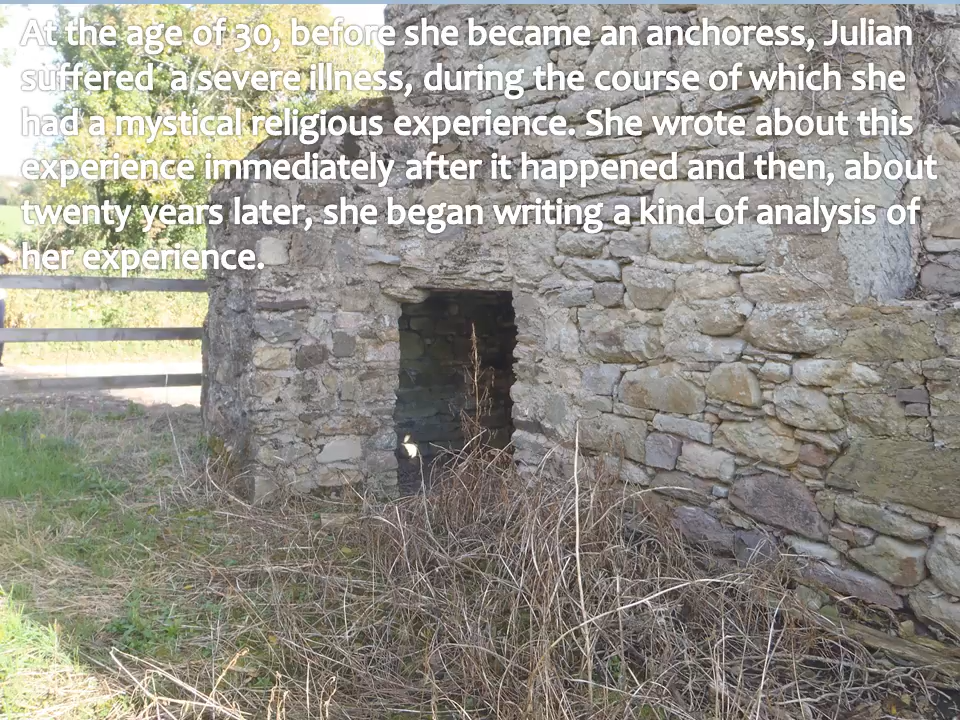 At the age of 30, before she became an anchoress, Julian
suffered a severe illness, during the course of which she
had a mystical religious experience. She wrote about this
experience immediately after it happened and then, about
twenty years later, she began writing a kind of analysis of
her experience.